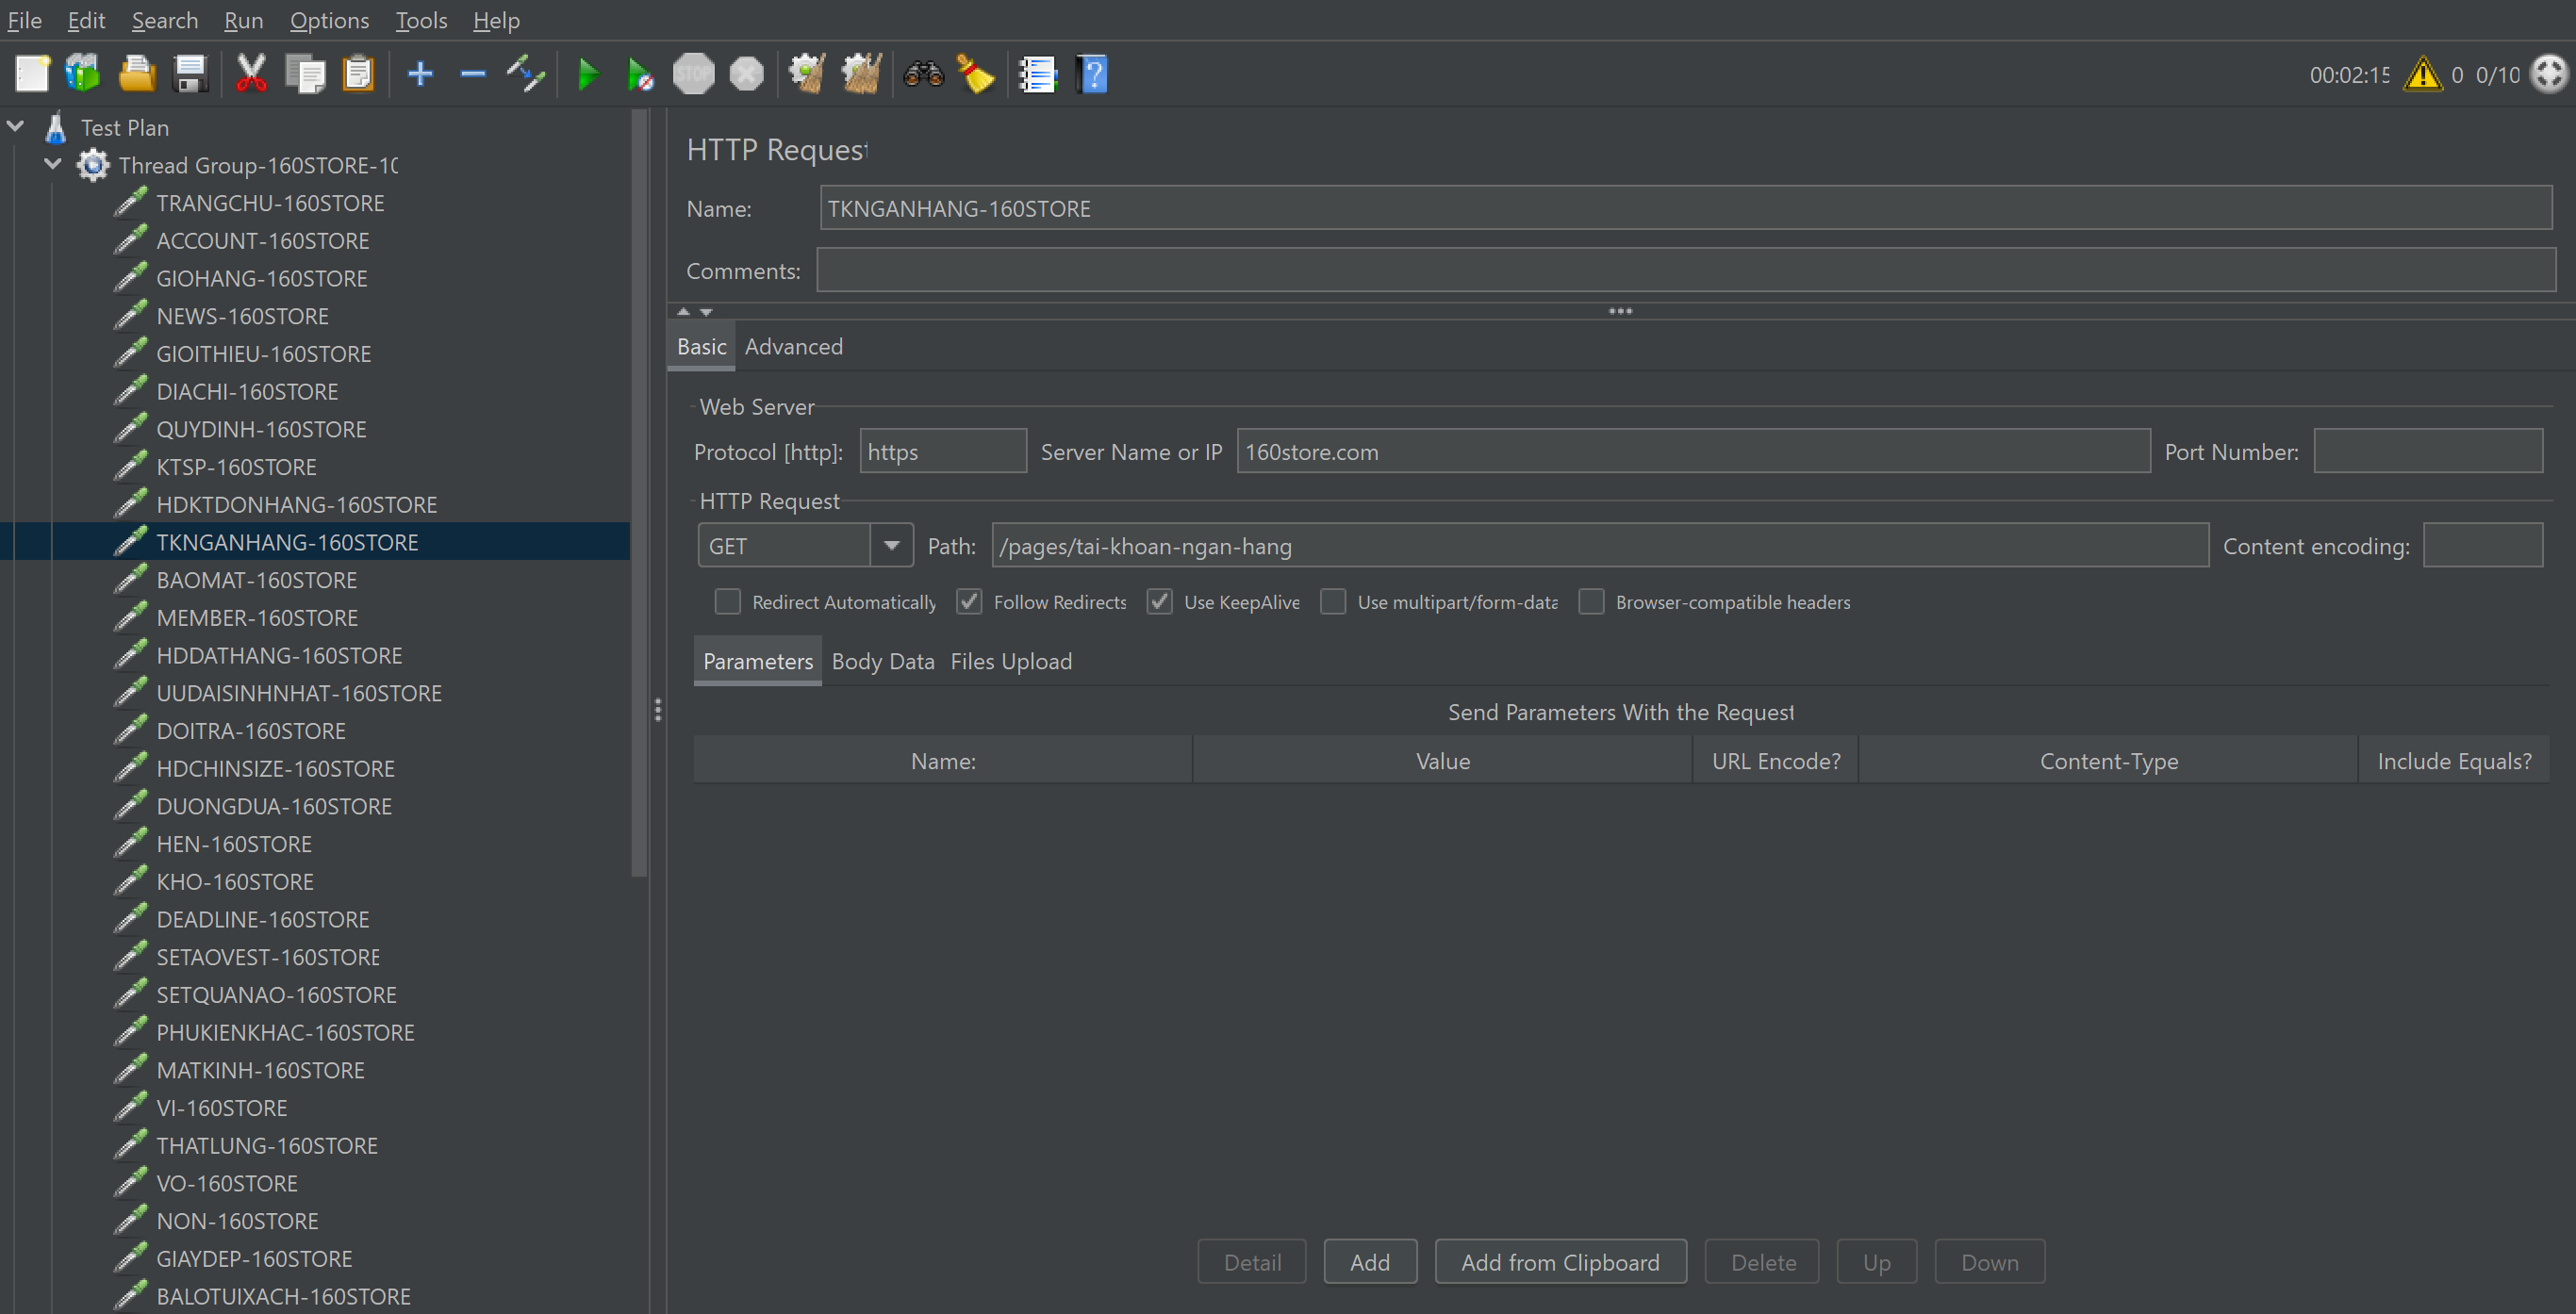 File Edit Search Run Options Tools Help
STOP
00:02:15 0 0/10
Test Plan
Thread Group-160STORE-10
TRANGCHU-160STORE
ACCOUNT-160STORE
GIOHANG-160STORE
NEWS-160STORE
GIOITHIEU-160STORE
DIACHI-160STORE
QUYDINH-160STORE
KTSP-160STORE
HDKTDONHANG-160STORE
TKNGANHANG-160STORE
BAOMAT-160STORE
MEMBER-160STORE
HDDATHANG-160STORE
UUDAISINHNHAT-160STORE
DOITRA-160STORE
HDCHINSIZE-160STORE
DUONGDUA-160STORE
HEN-160STORE
KHO-160STORE
DEADLINE-160STORE
SETAOVEST-160STORE
SETQUANAO-160STORE
PHUKIENKHAC-160STORE
MATKINH-160STORE
VI-160STORE
THATLUNG-160STORE
VO-160STORE
NON-160STORE
GIAYDEP-160STORE
BALOTUIXACH-160STORE
HTTP Request
Name: TKNGANHANG-160STORE
Comments:
Basic Advanced
Web Server
Protocol [http]: https Server Name or IP 160store.com Port Number:
HTTP Request
GET Path: /pages/tai-khoan-ngan-hang Content encoding:
Redirect Automatically Follow Redirects Use KeepAlive Use multipart/form-data Browser-compatible headers
Parameters Body Data Files Upload
Send Parameters With the Request
Name: Value URL Encode? Content-Type Include Equals?
Detail Add Add from Clipboard Delete Up Down